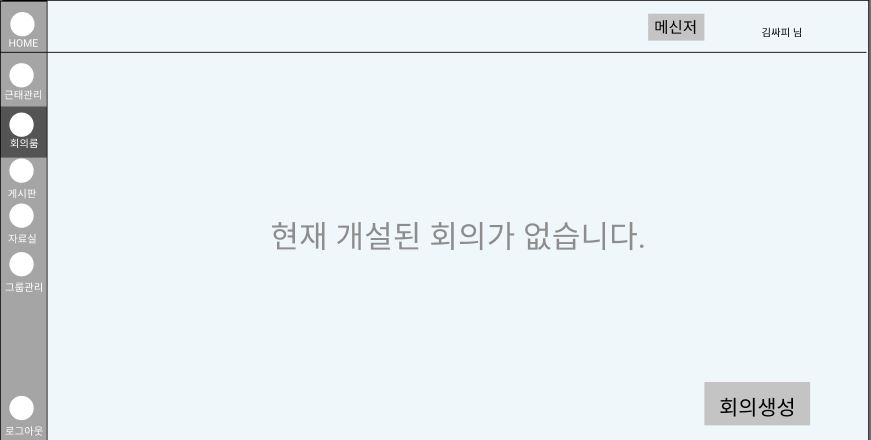 HOME
메신저
김싸피 님
근태관리
회의룸
게시판
자료실
그룹관리
현재 개설된 회의가 없습니다.
회의생성
로그아웃